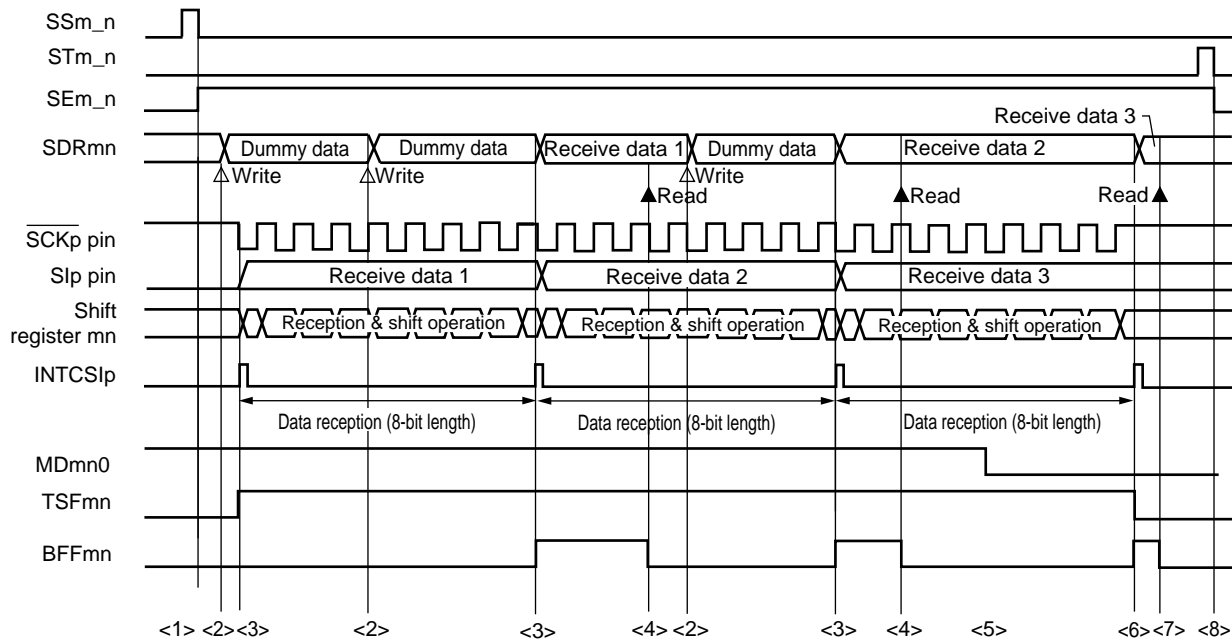 SSm_n
STm_n
SEm_n
Receive data 3
SDRmn
Dummy data
Dummy data
Receive data 1
Dummy data
Receive data 2
Write
Write
Read
Write
Read
Read
SCKp pin
SIp pin
Receive data 1
Receive data 2
Receive data 3
Shift
register mn
Reception & shift operation
Reception & shift operation
Reception & shift operation
INTCSIp
Data reception (8-bit length)
Data reception (8-bit length)
Data reception (8-bit length)
MDmn0
TSFmn
BFFmn
<1> <2> <3> <2> <3> <4> <2> <3> <4> <5> <6> <7> <8>